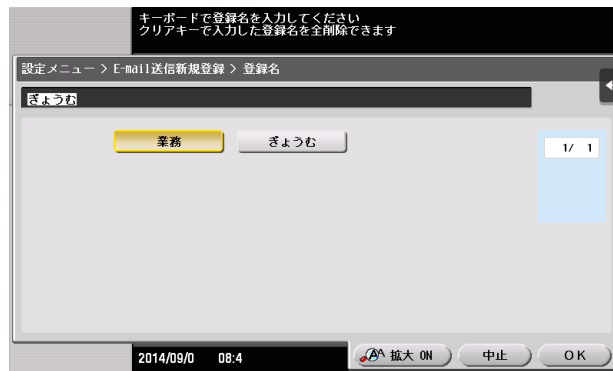 キーボードで登録名を入力してください
クリアキーで入力した登録名を全削除できます
設定メニュー > E-mail送信新規登録 > 登録名
ぎょうむ
業務 ぎょうむ
1/ 1
2014/09/0 08:4
拡大 ON 中止 OK